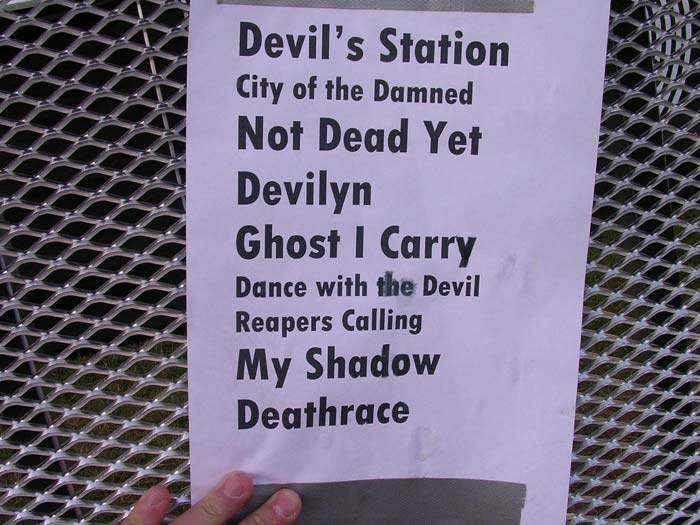 Devil's Station
City of the Damned
Not Dead Yet
Devilyn
Ghost I Carry
Dance with the Devil
Reapers Calling
My Shadow
Deathrace